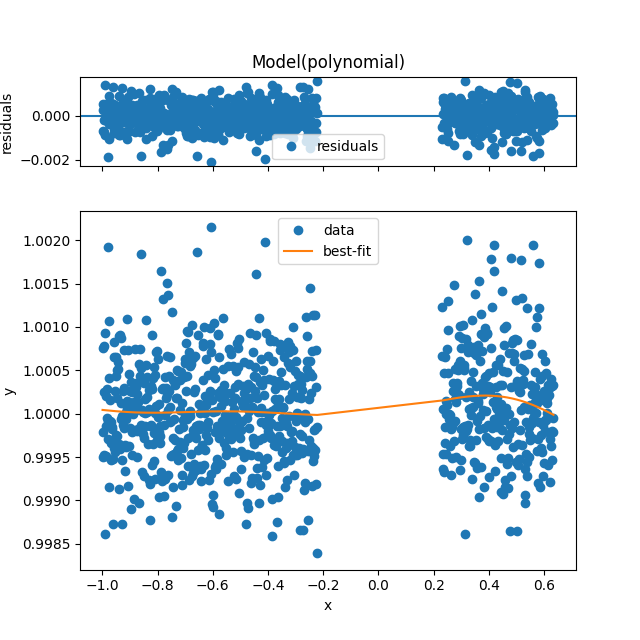 Model(polynomial)
residuals
0.000
−0.002
residuals
data
best-fit
y
1.0020
1.0015
1.0010
1.0005
1.0000
0.9995
0.9990
0.9985
−1.0 −0.8 −0.6 −0.4 −0.2 0.0 0.2 0.4 0.6
x